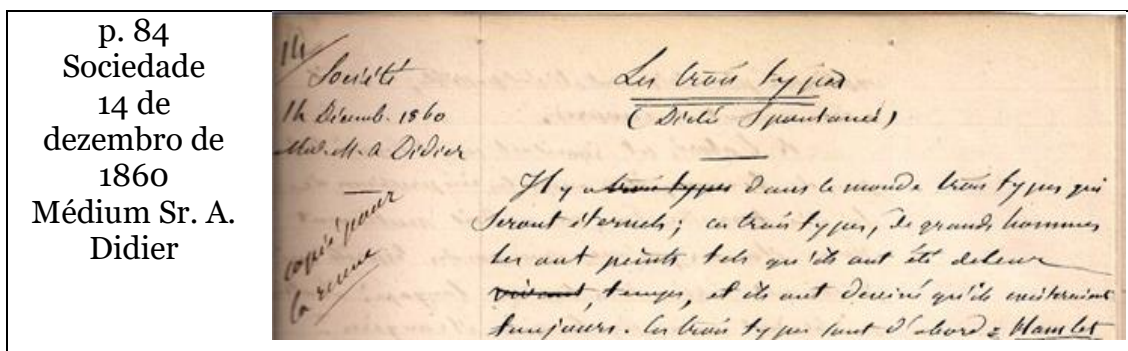 p. 84
Sociedade
14 de
dezembro de
1860
Médium Sr. A.
Didier
14
Société
14 Décemb. 1860
Méd. M. A Didier
copié pour
la revue
Les trois types
(Dictée Spontanée)
Il y a trois types dans le monde trois types qui
seront éternels; ces trois types, de grands hommes
les ont peints tels qu'ils ont été de leur
vivant, temps, et ils ont deviné qu'ils existeraient
toujours. Ces trois types sont d'abord = Hamlet